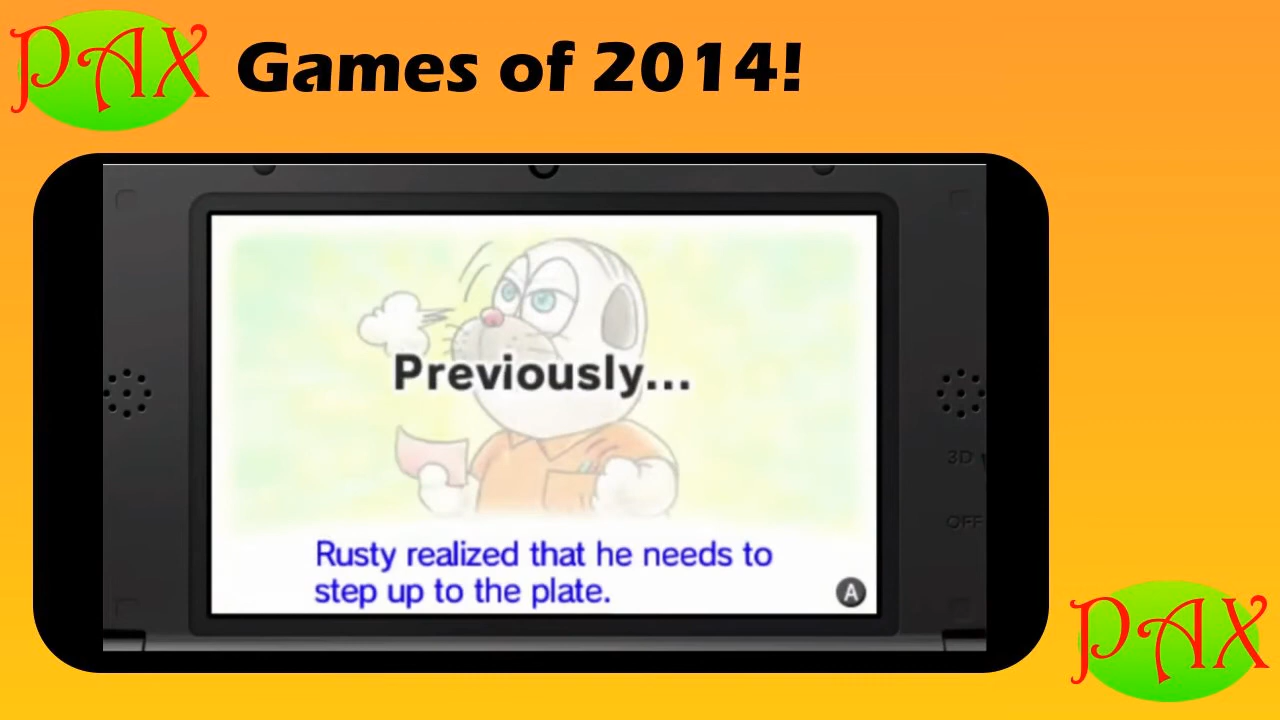 PAX
Games of 2014!
Previously...
3D
OFF
Rusty realized that he needs to
step up to the plate.
A
PAX